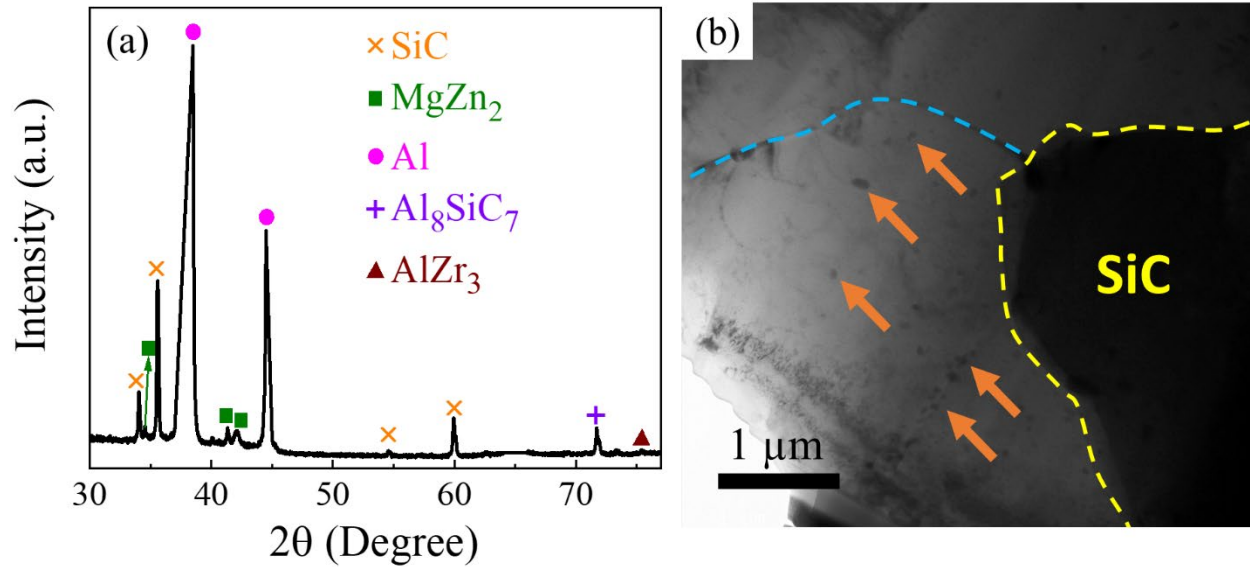 (a)
SiC
MgZn₂
Al
Al₈SiC₇
AlZr₃
Intensity (a.u.)
30 40 50 60 70
2θ (Degree)
(b)
SiC
1 μm